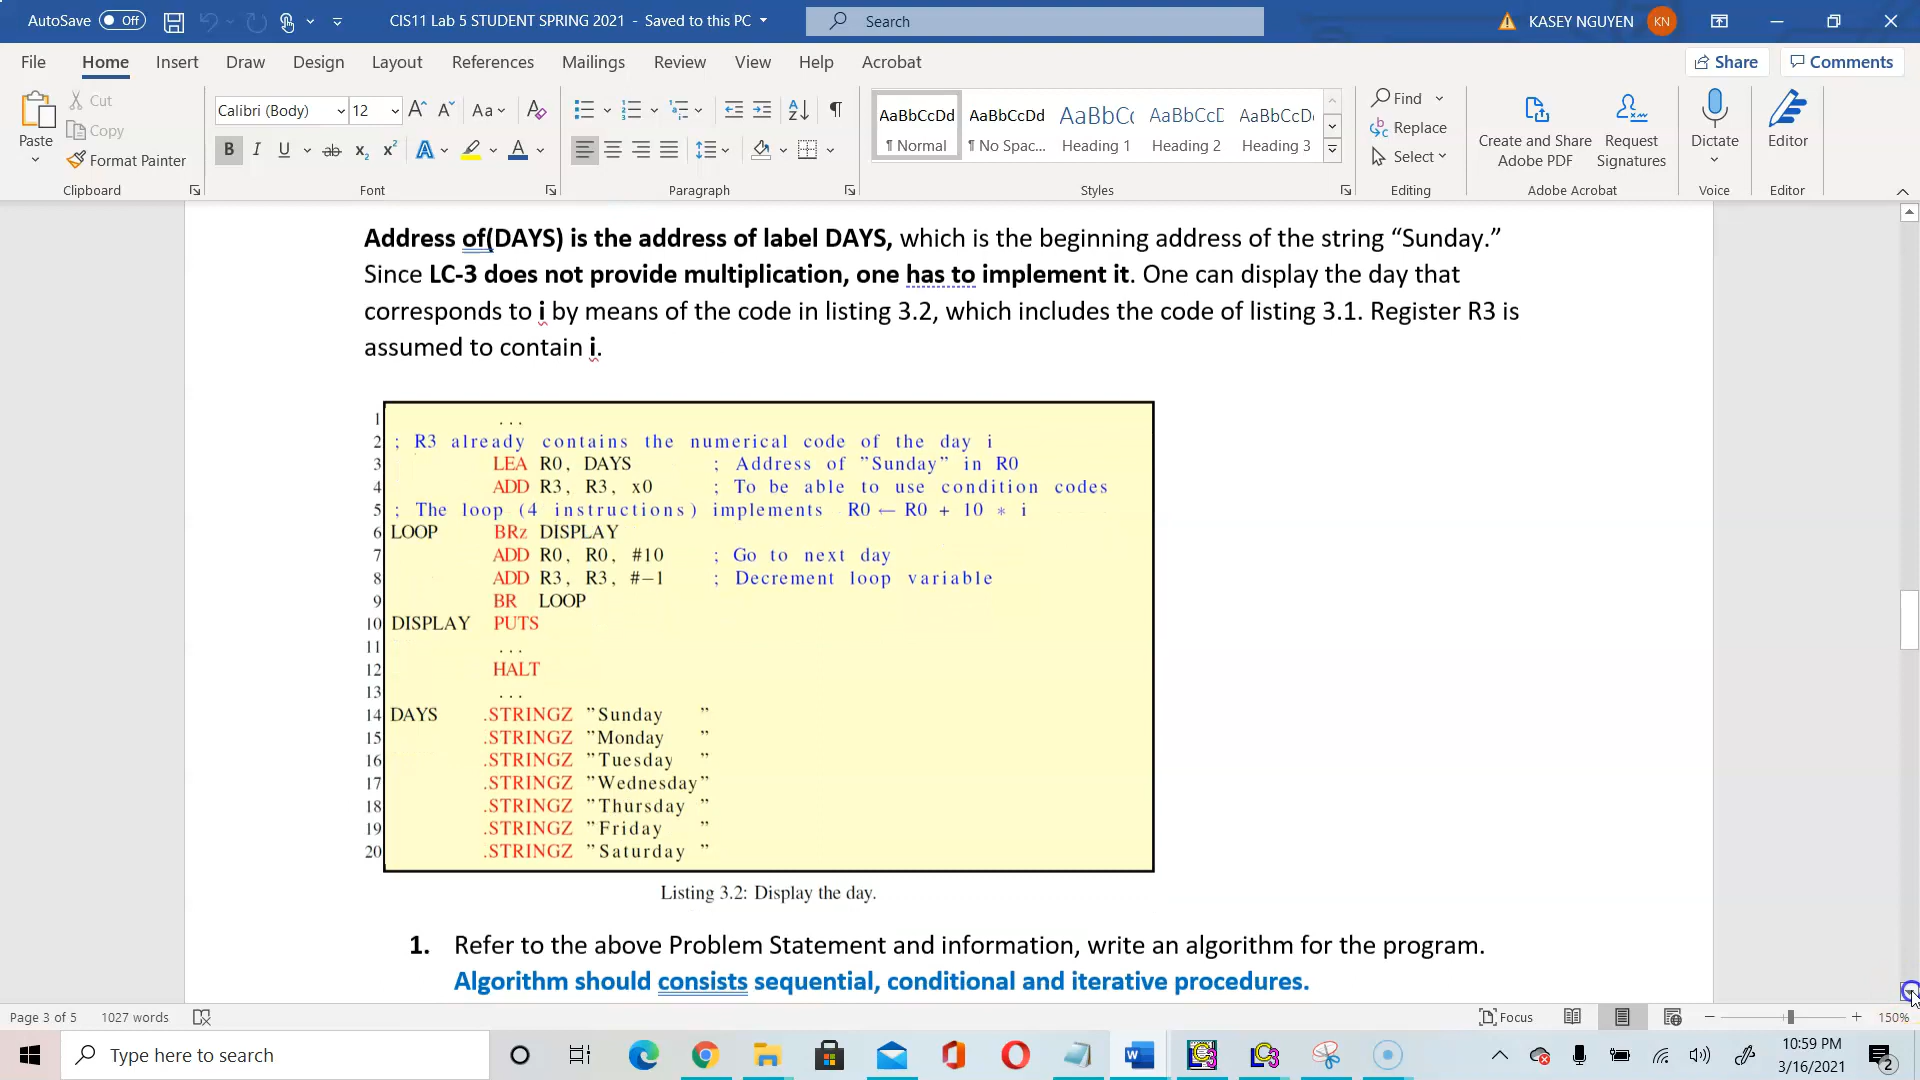 AutoSave Off CIS11 Lab 5 STUDENT SPRING 2021 - Saved to this PC Search KASEY NGUYEN KN
File Home Insert Draw Design Layout References Mailings Review View Help Acrobat Share Comments
Paste Cut Copy Format Painter Clipboard
Calibri (Body) 12 Font
Paragraph
AaBbCcDd ¶ Normal AaBbCcDd ¶ No Spac... AaBbCc Heading 1 AaBbCcD Heading 2 AaBbCcD Heading 3 Styles
Find Replace Select Editing
Create and Share Adobe PDF Request Signatures Adobe Acrobat
Dictate Voice
Editor Editor
Address of(DAYS) is the address of label DAYS, which is the beginning address of the string “Sunday.”
Since LC-3 does not provide multiplication, one has to implement it. One can display the day that
corresponds to i by means of the code in listing 3.2, which includes the code of listing 3.1. Register R3 is
assumed to contain i.
1 ...
2 ; R3 already contains the numerical code of the day i
3 LEA R0, DAYS ; Address of ”Sunday” in R0
4 ADD R3, R3, x0 ; To be able to use condition codes
5 ; The loop (4 instructions) implements R0 ← R0 + 10 * i
6 LOOP BRz DISPLAY
7 ADD R0, R0, #10 ; Go to next day
8 ADD R3, R3, #−1 ; Decrement loop variable
9 BR LOOP
10 DISPLAY PUTS
11 ...
12 HALT
13 ...
14 DAYS .STRINGZ ”Sunday ”
15 .STRINGZ ”Monday ”
16 .STRINGZ ”Tuesday ”
17 .STRINGZ ”Wednesday”
18 .STRINGZ ”Thursday ”
19 .STRINGZ ”Friday ”
20 .STRINGZ ”Saturday ”
Listing 3.2: Display the day.
1. Refer to the above Problem Statement and information, write an algorithm for the program.
Algorithm should consists sequential, conditional and iterative procedures.
Page 3 of 5 1027 words Focus 150%
Type here to search 10:59 PM
3/16/2021 2